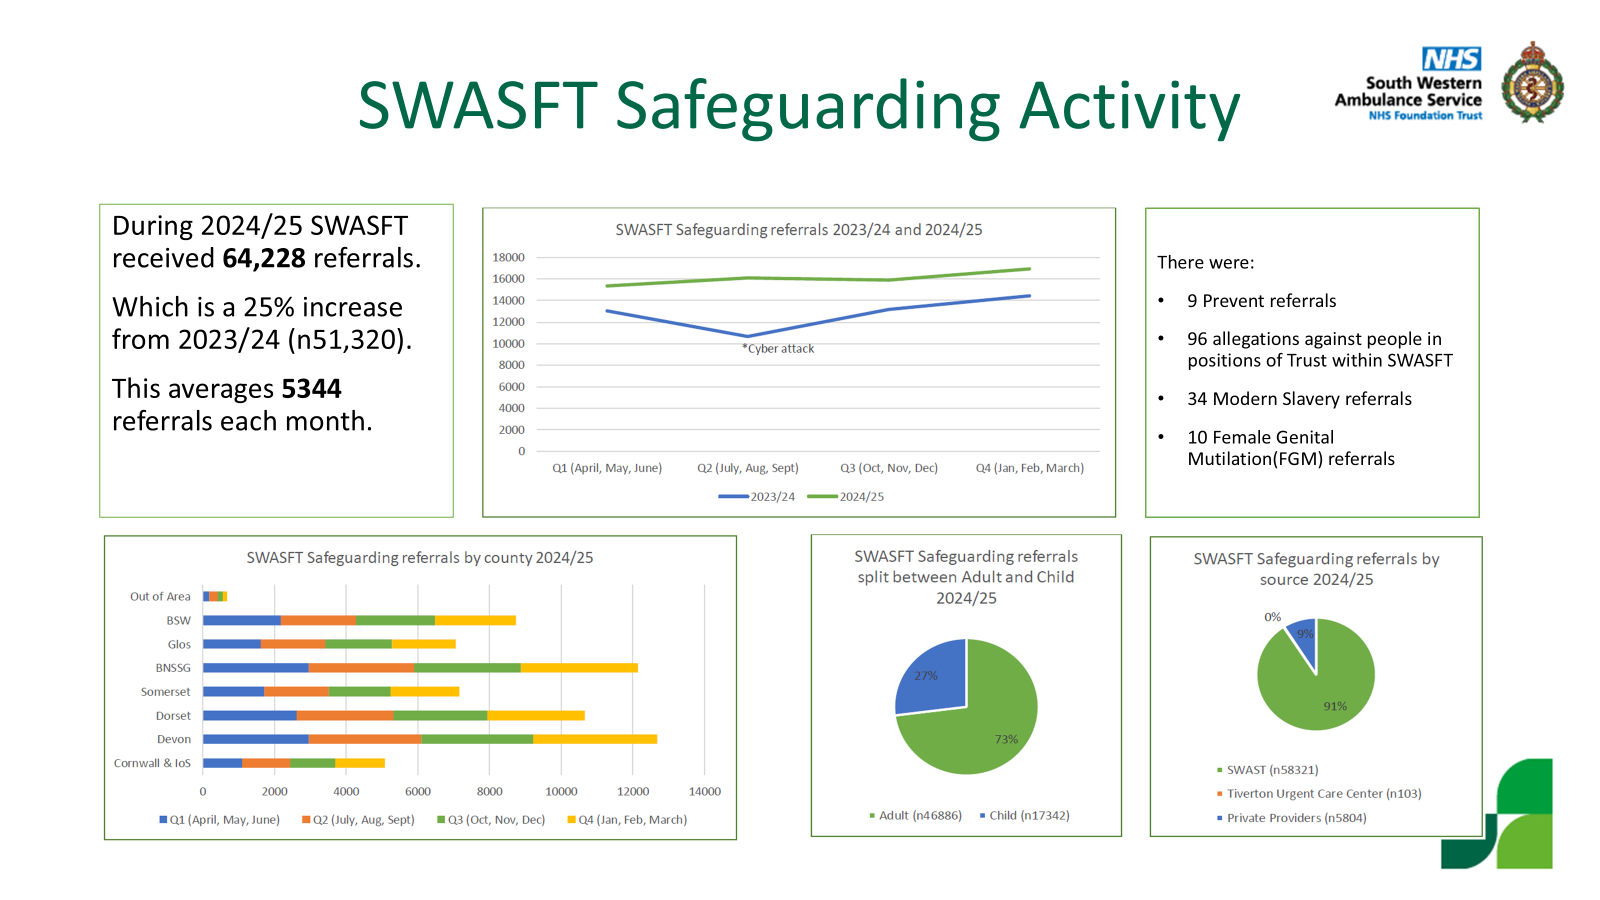 SWASFT Safeguarding Activity
NHS
South Western
Ambulance Service
NHS Foundation Trust
During 2024/25 SWASFT
received 64,228 referrals.
Which is a 25% increase
from 2023/24 (n51,320).
This averages 5344
referrals each month.
SWASFT Safeguarding referrals 2023/24 and 2024/25
18000
16000
14000
12000
10000
8000
6000
4000
2000
0
*Cyber attack
Q1 (April, May, June) Q2 (July, Aug, Sept) Q3 (Oct, Nov, Dec) Q4 (Jan, Feb, March)
2023/24 2024/25
There were:
• 9 Prevent referrals
• 96 allegations against people in
positions of Trust within SWASFT
• 34 Modern Slavery referrals
• 10 Female Genital
Mutilation(FGM) referrals
SWASFT Safeguarding referrals by county 2024/25
Out of Area
BSW
Glos
BNSSG
Somerset
Dorset
Devon
Cornwall & IoS
0 2000 4000 6000 8000 10000 12000 14000
Q1 (April, May, June) Q2 (July, Aug, Sept) Q3 (Oct, Nov, Dec) Q4 (Jan, Feb, March)
SWASFT Safeguarding referrals
split between Adult and Child
2024/25
27%
73%
Adult (n46886) Child (n17342)
SWASFT Safeguarding referrals by
source 2024/25
0%
9%
91%
SWAST (n58321)
Tiverton Urgent Care Center (n103)
Private Providers (n5804)